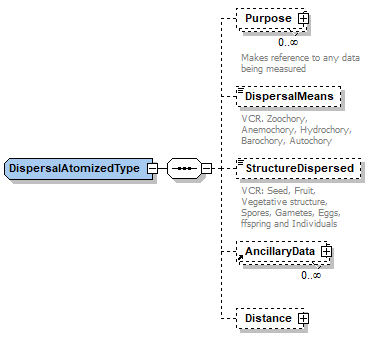 Purpose
0..∞
Makes reference to any data
being measured
DispersalMeans
VCR. Zoochory,
Anemochory, Hydrochory,
Barochory, Autochory
DispersalAtomizedType
StructureDispersed
VCR: Seed, Fruit,
Vegetative structure,
Spores, Gametes, Eggs,
ffspring and Individuals
AncillaryData
0..∞
Distance